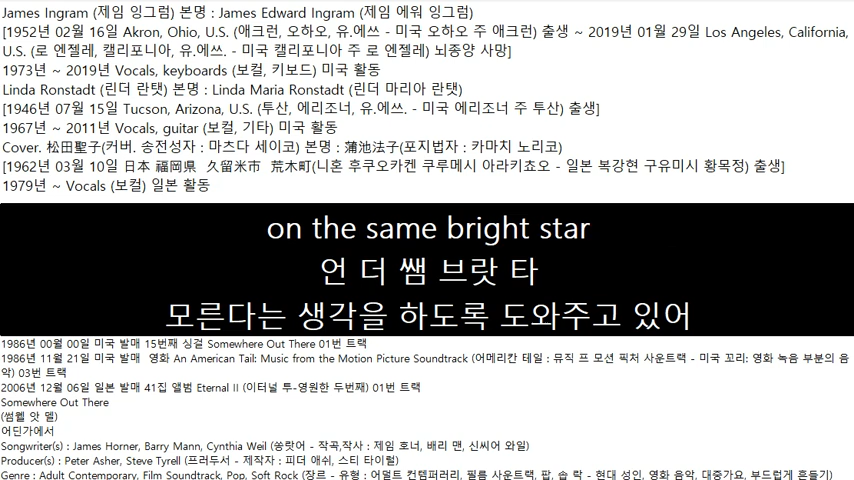 James Ingram (제임 잉그럼) 본명 : James Edward Ingram (제임 에워 잉그럼)
[1952년 02월 16일 Akron, Ohio, U.S. (애크런, 오하오, 유.에쓰 - 미국 오하오 주 애크런) 출생 ~ 2019년 01월 29일 Los Angeles, California,
U.S. (로 엔젤레, 캘리포니아, 유.에쓰. - 미국 캘리포니아 주 로 엔젤레) 뇌종양 사망]
1973년 ~ 2019년 Vocals, keyboards (보컬, 키보드) 미국 활동
Linda Ronstadt (린더 란탯) 본명 : Linda Maria Ronstadt (린더 마리아 란탯)
[1946년 07월 15일 Tucson, Arizona, U.S. (투산, 에리조너, 유.에쓰. - 미국 에리조너 주 투산) 출생]
1967년 ~ 2011년 Vocals, guitar (보컬, 기타) 미국 활동
Cover. 松田聖子(커버. 송전성자 : 마츠다 세이코) 본명 : 蒲池法子(포지법자 : 카마치 노리코)
[1962년 03월 10일 日本 福岡県 久留米市 荒木町(니혼 후쿠오카켄 쿠루메시 아라키쵸오 - 일본 복강현 구유미시 황목정) 출생]
1979년 ~ Vocals (보컬) 일본 활동
on the same bright star
언 더 쌤 브랏 타
모른다는 생각을 하도록 도와주고 있어
1986년 00월 00일 미국 발매 15번째 싱걸 Somewhere Out There 01번 트랙
1986년 11월 21일 미국 발매 영화 An American Tail: Music from the Motion Picture Soundtrack (어메리칸 테일 : 뮤직 프 모션 픽처 사운트랙 - 미국 꼬리: 영화 녹음 부분의 음
악) 03번 트랙
2006년 12월 06일 일본 발매 41집 앨범 Eternal II (이터널 투-영원한 두번째) 01번 트랙
Somewhere Out There
(썸퀠 앗 델)
어딘가에서
Songwriter(s) : James Horner, Barry Mann, Cynthia Weil (쏭랏어 - 작곡,작사 : 제임 호너, 배리 맨, 신씨어 와일)
Producer(s) : Peter Asher, Steve Tyrell (프러두서 - 제작자 : 피더 애쉬, 스티 타이럴)
Genre : Adult Contemporary, Film Soundtrack, Pop, Soft Rock (장르 - 유형 : 어덜트 컨템퍼러리, 필름 사운트랙, 팝, 솝 락 - 현대 성인, 영화 음악, 대중가요, 부드럽게 흔들기)